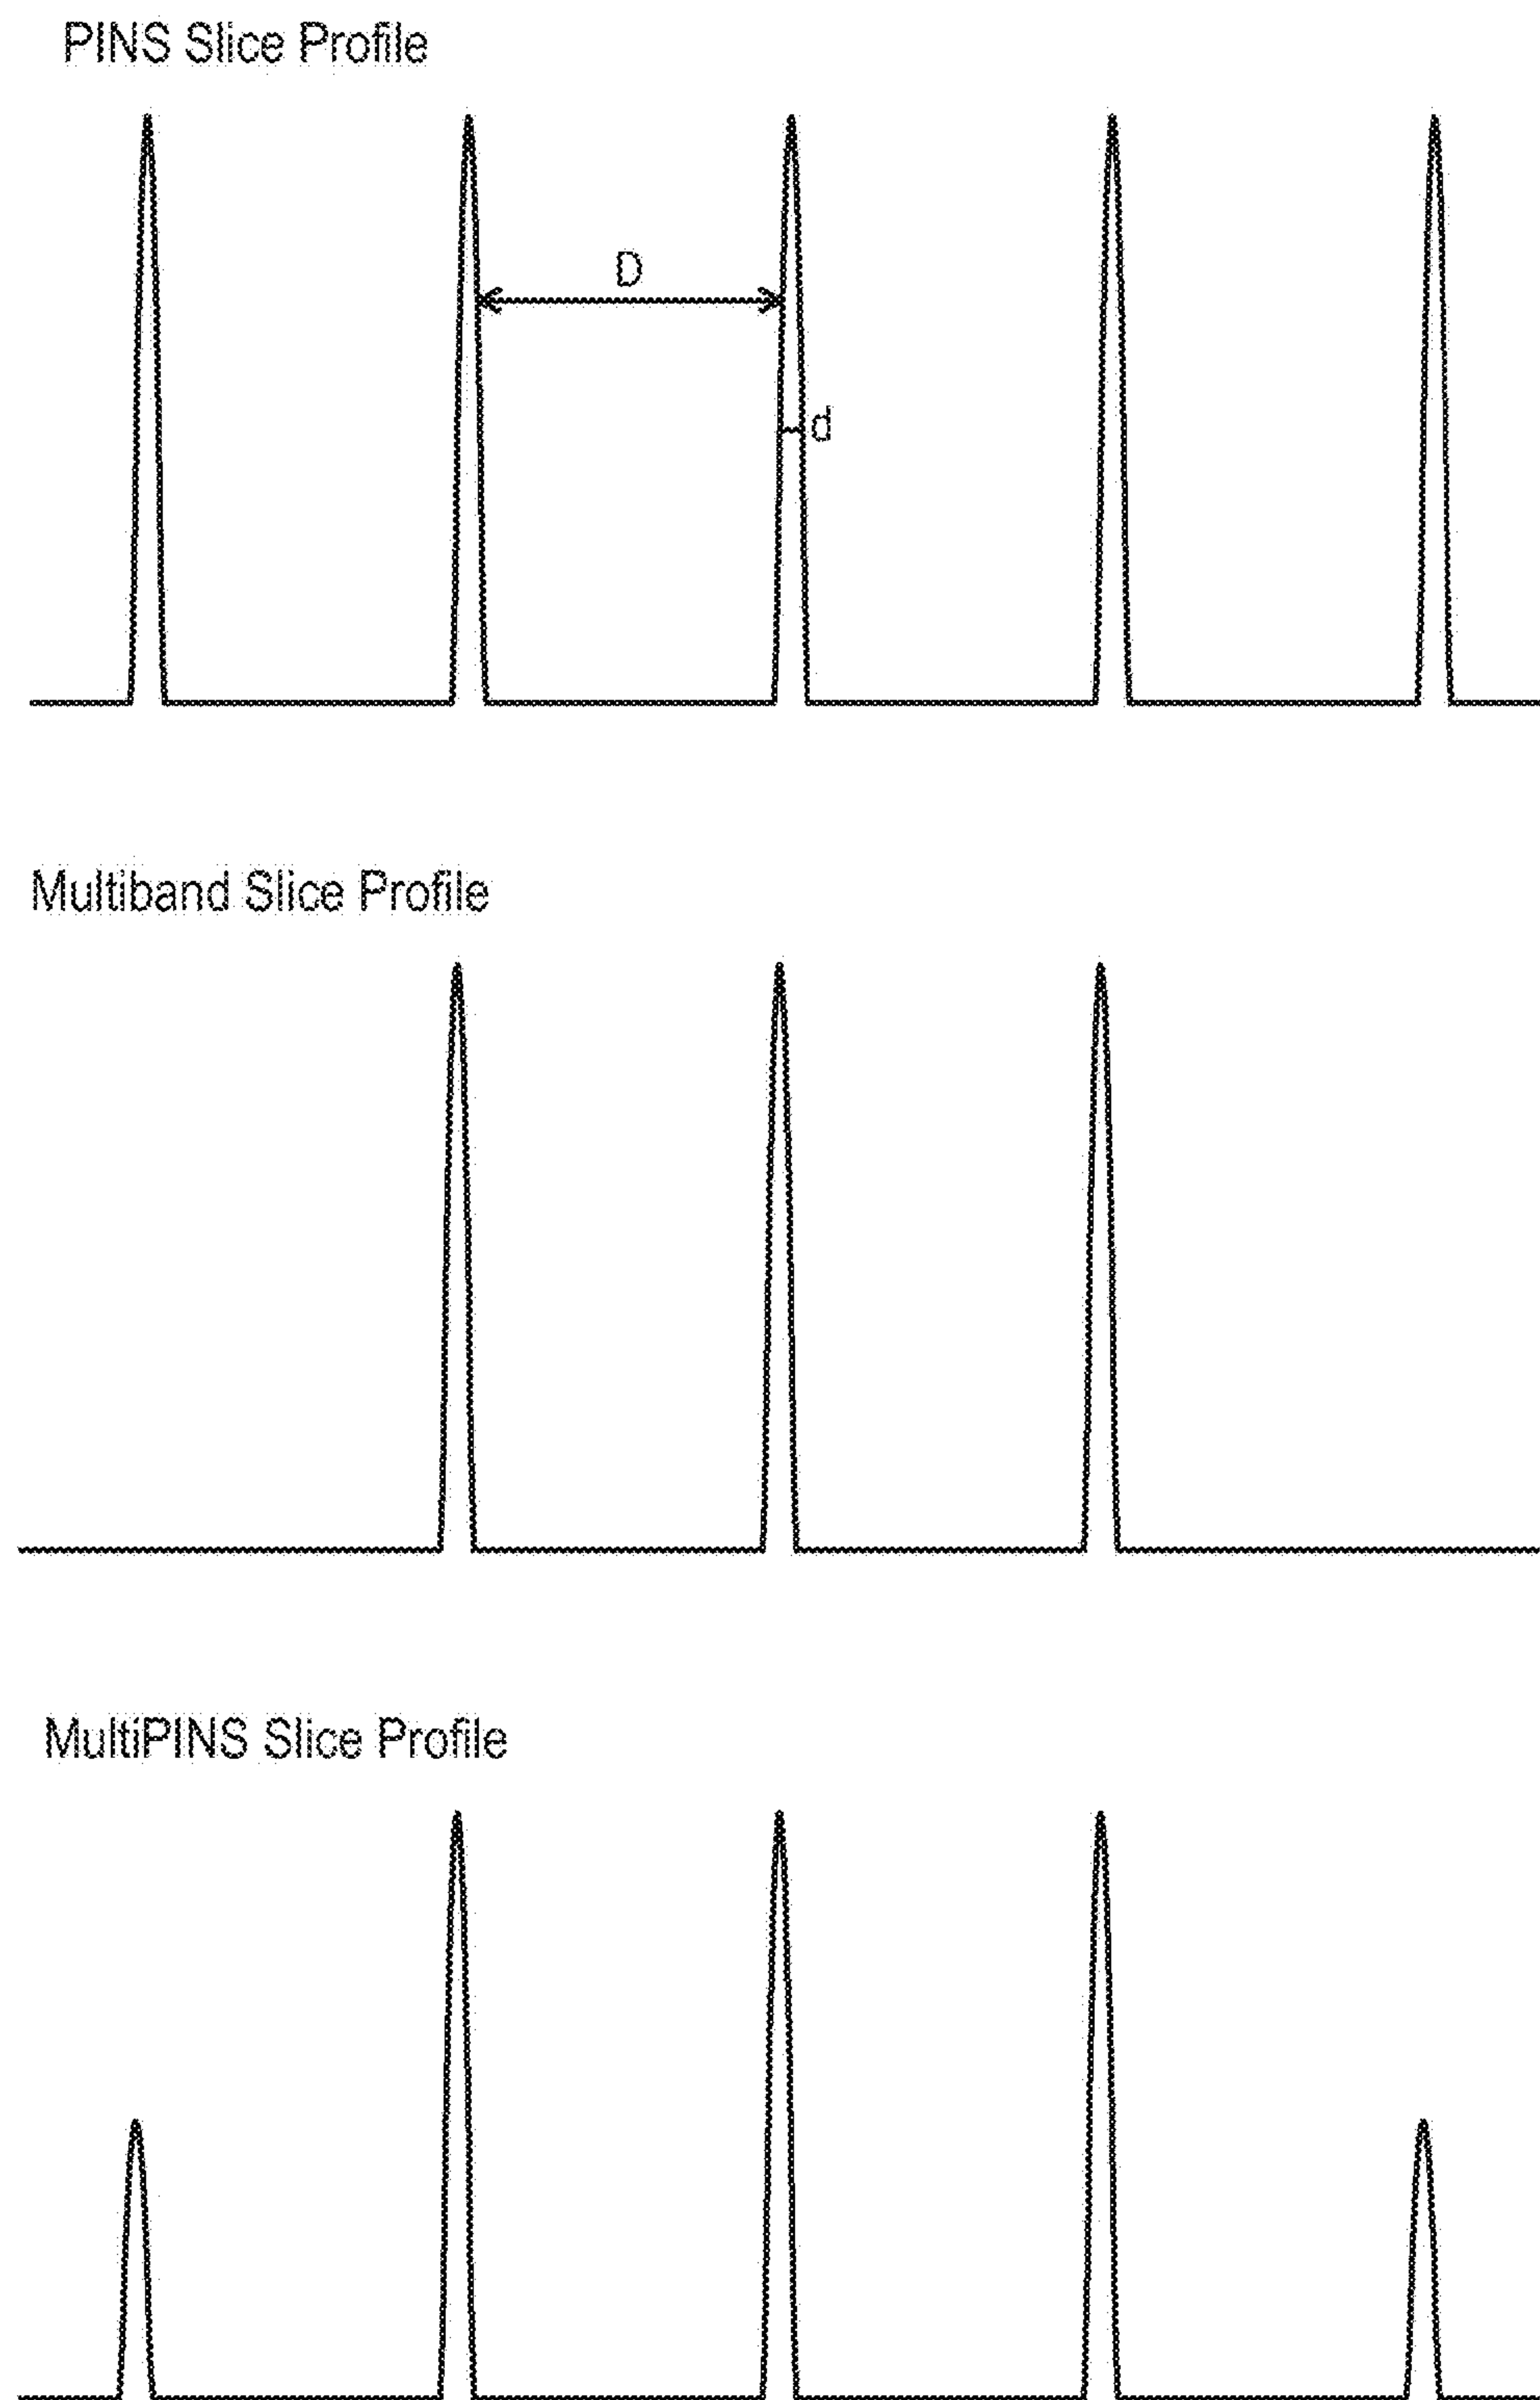 PINS Slice Profile
D
d
Multiband Slice Profile
MultiPINS Slice Profile